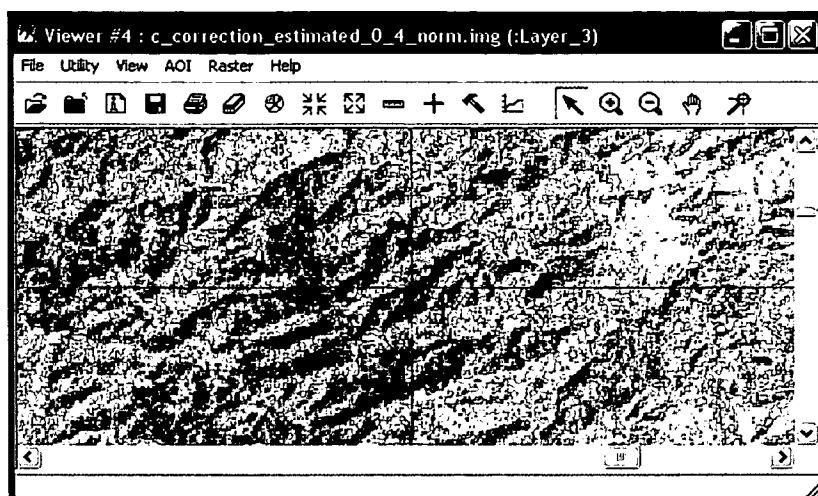 Viewer #4 : c_correction_estimated_0_4_norm.img (:Layer_3)
File Utility View AOI Raster Help